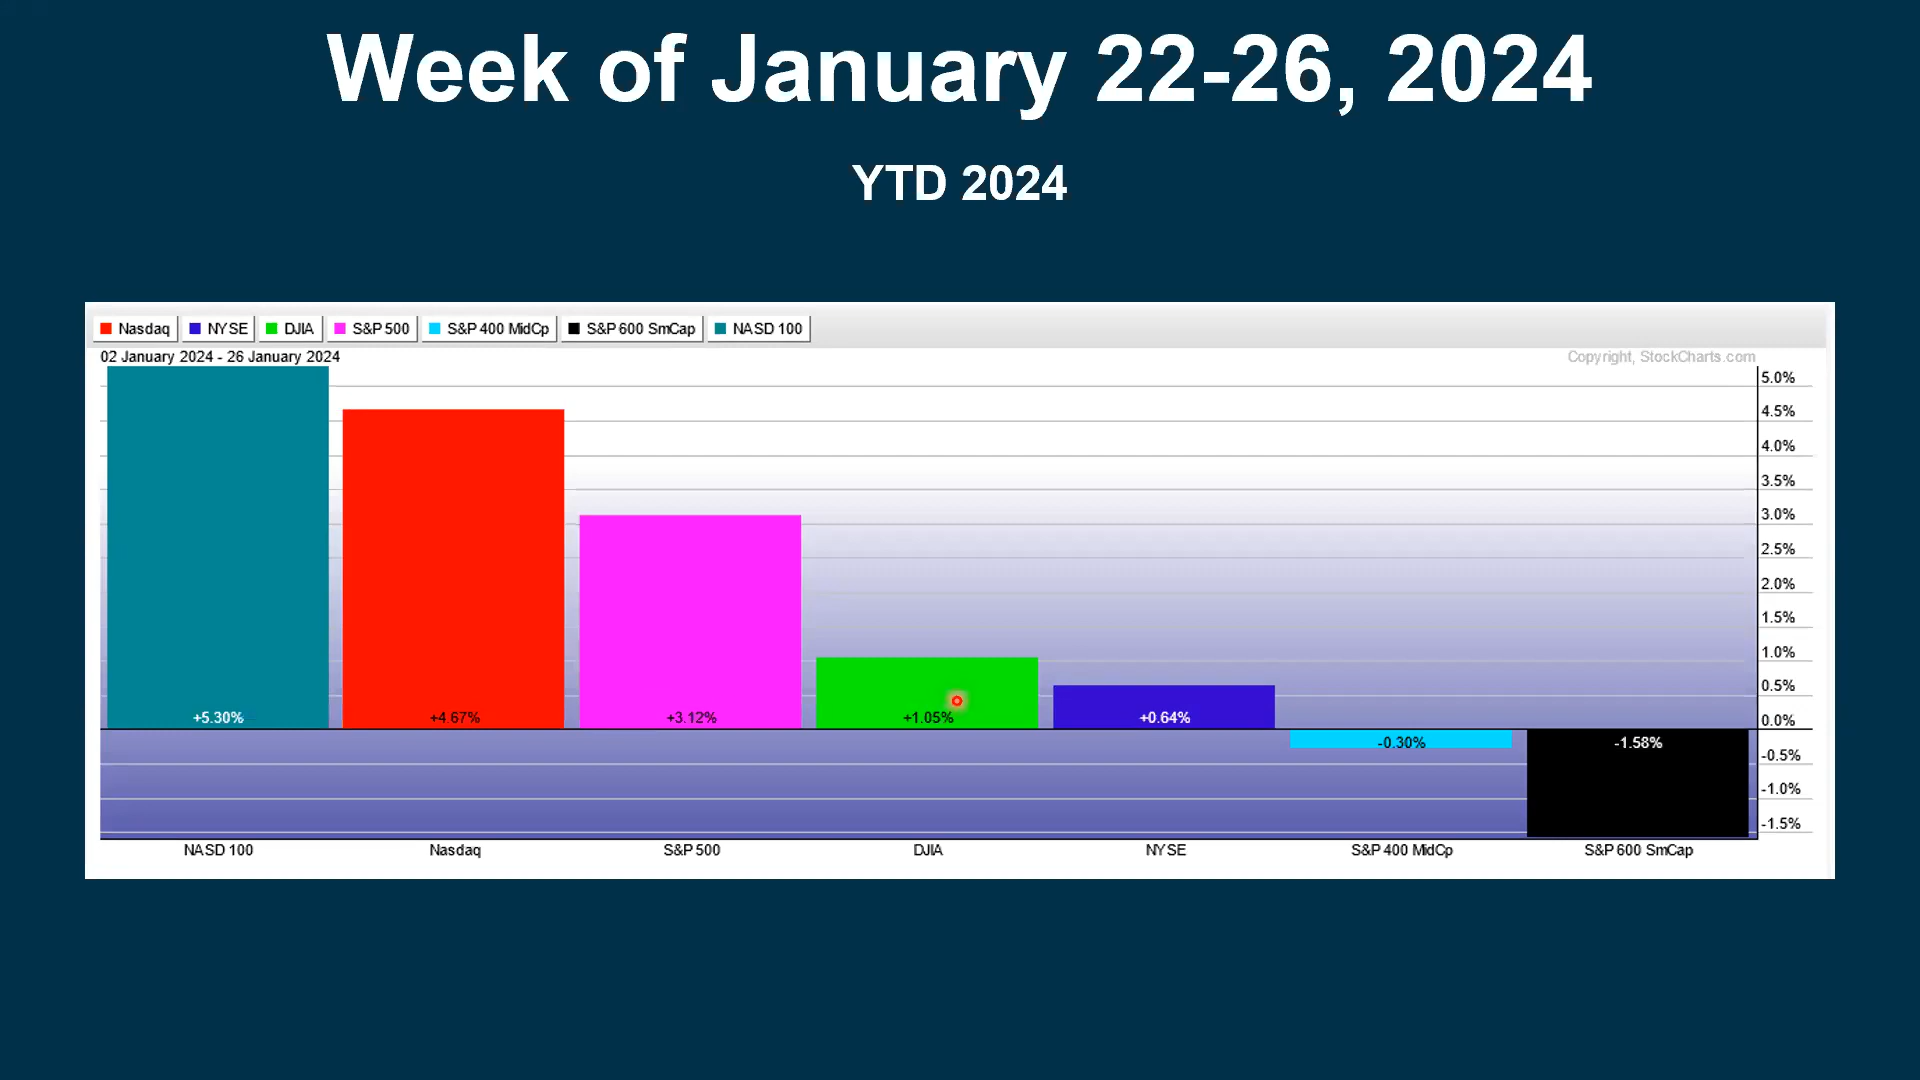 Week of January 22-26, 2024
YTD 2024
Nasdaq NYSE DJIA S&P 500 S&P 400 MidCp S&P 600 SmCap NASD 100
02 January 2024 - 26 January 2024
Copyright, StockCharts.com
5.0%
4.5%
4.0%
3.5%
3.0%
2.5%
2.0%
1.5%
1.0%
0.5%
0.0%
-0.5%
-1.0%
-1.5%
+5.30% +4.67% +3.12% +1.05% +0.64% -0.30% -1.58%
NASD 100 Nasdaq S&P 500 DJIA NYSE S&P 400 MidCp S&P 600 SmCap